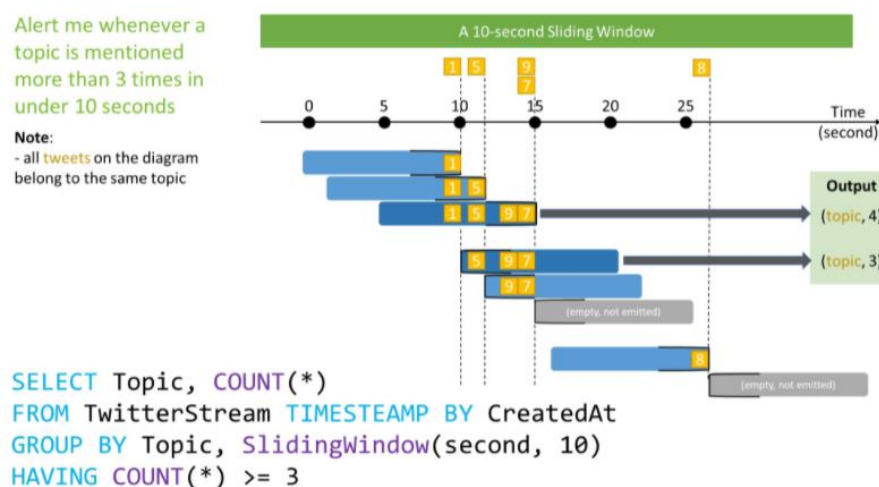 Alert me whenever a
topic is mentioned
more than 3 times in
under 10 seconds
Note:
- all tweets on the diagram
belong to the same topic
A 10-second Sliding Window
1 5 9 8
7
0 5 10 15 20 25 Time
(second)
1
1 5
1 5 9 7
5 9 7
9 7
(empty, not emitted)
8
(empty, not emitted)
Output
(topic, 4)
(topic, 3)
SELECT Topic, COUNT(*)
FROM TwitterStream TIMESTEAMP BY CreatedAt
GROUP BY Topic, SlidingWindow(second, 10)
HAVING COUNT(*) >= 3